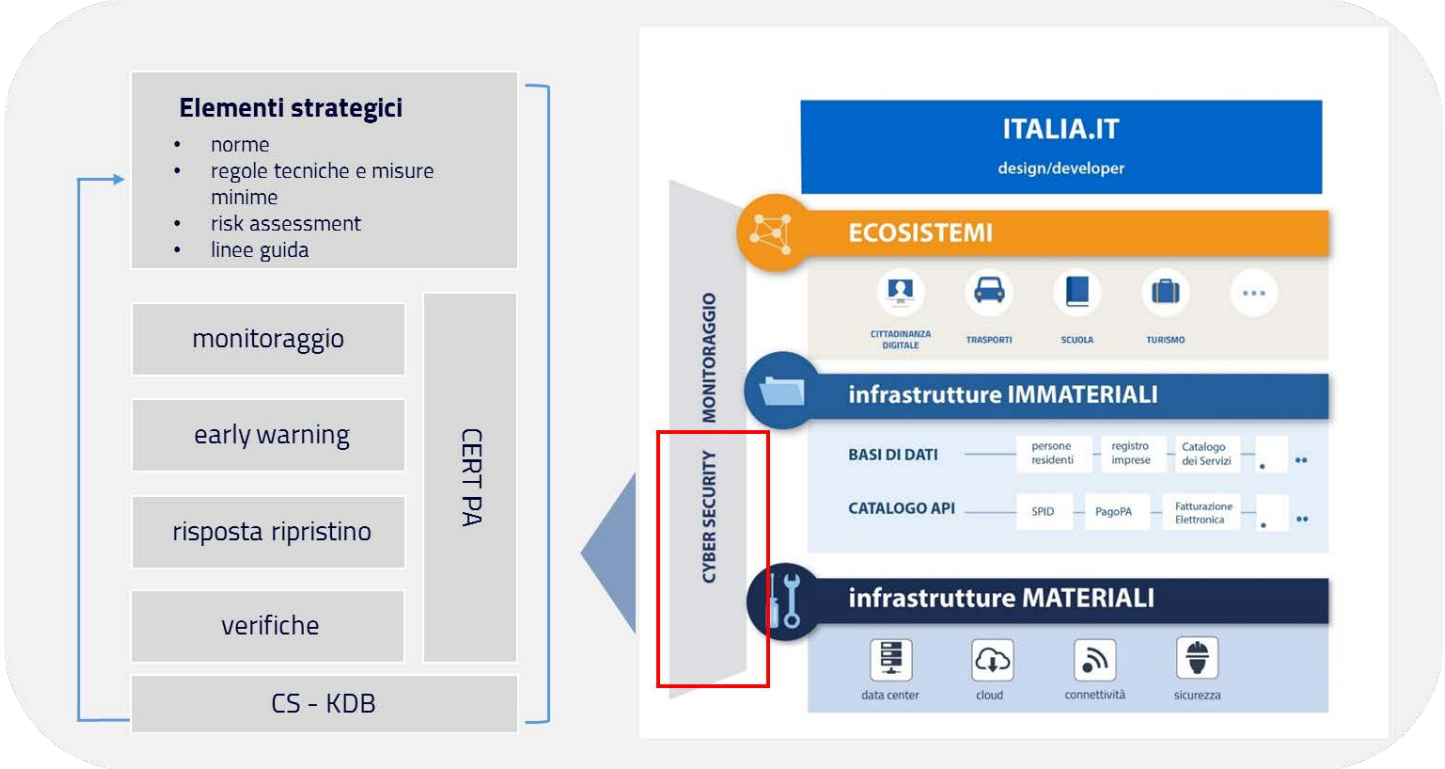 Elementi strategici
• norme
• regole tecniche e misure
minime
• risk assessment
• linee guida
monitoraggio
early warning
risposta ripristino
verifiche
CERT PA
CS - KDB
ITALIA.IT
design/developer
MONITORAGGIO
CYBER SECURITY
ECOSISTEMI
CITTADINANZA
DIGITALE
TRASPORTI
SCUOLA
TURISMO
infrastrutture IMMATERIALI
BASI DI DATI
persone
residenti
registro
imprese
Catalogo
dei Servizi
CATALOGO API
SPID
PagoPA
Fatturazione
Elettronica
infrastrutture MATERIALI
data center
cloud
connettività
sicurezza